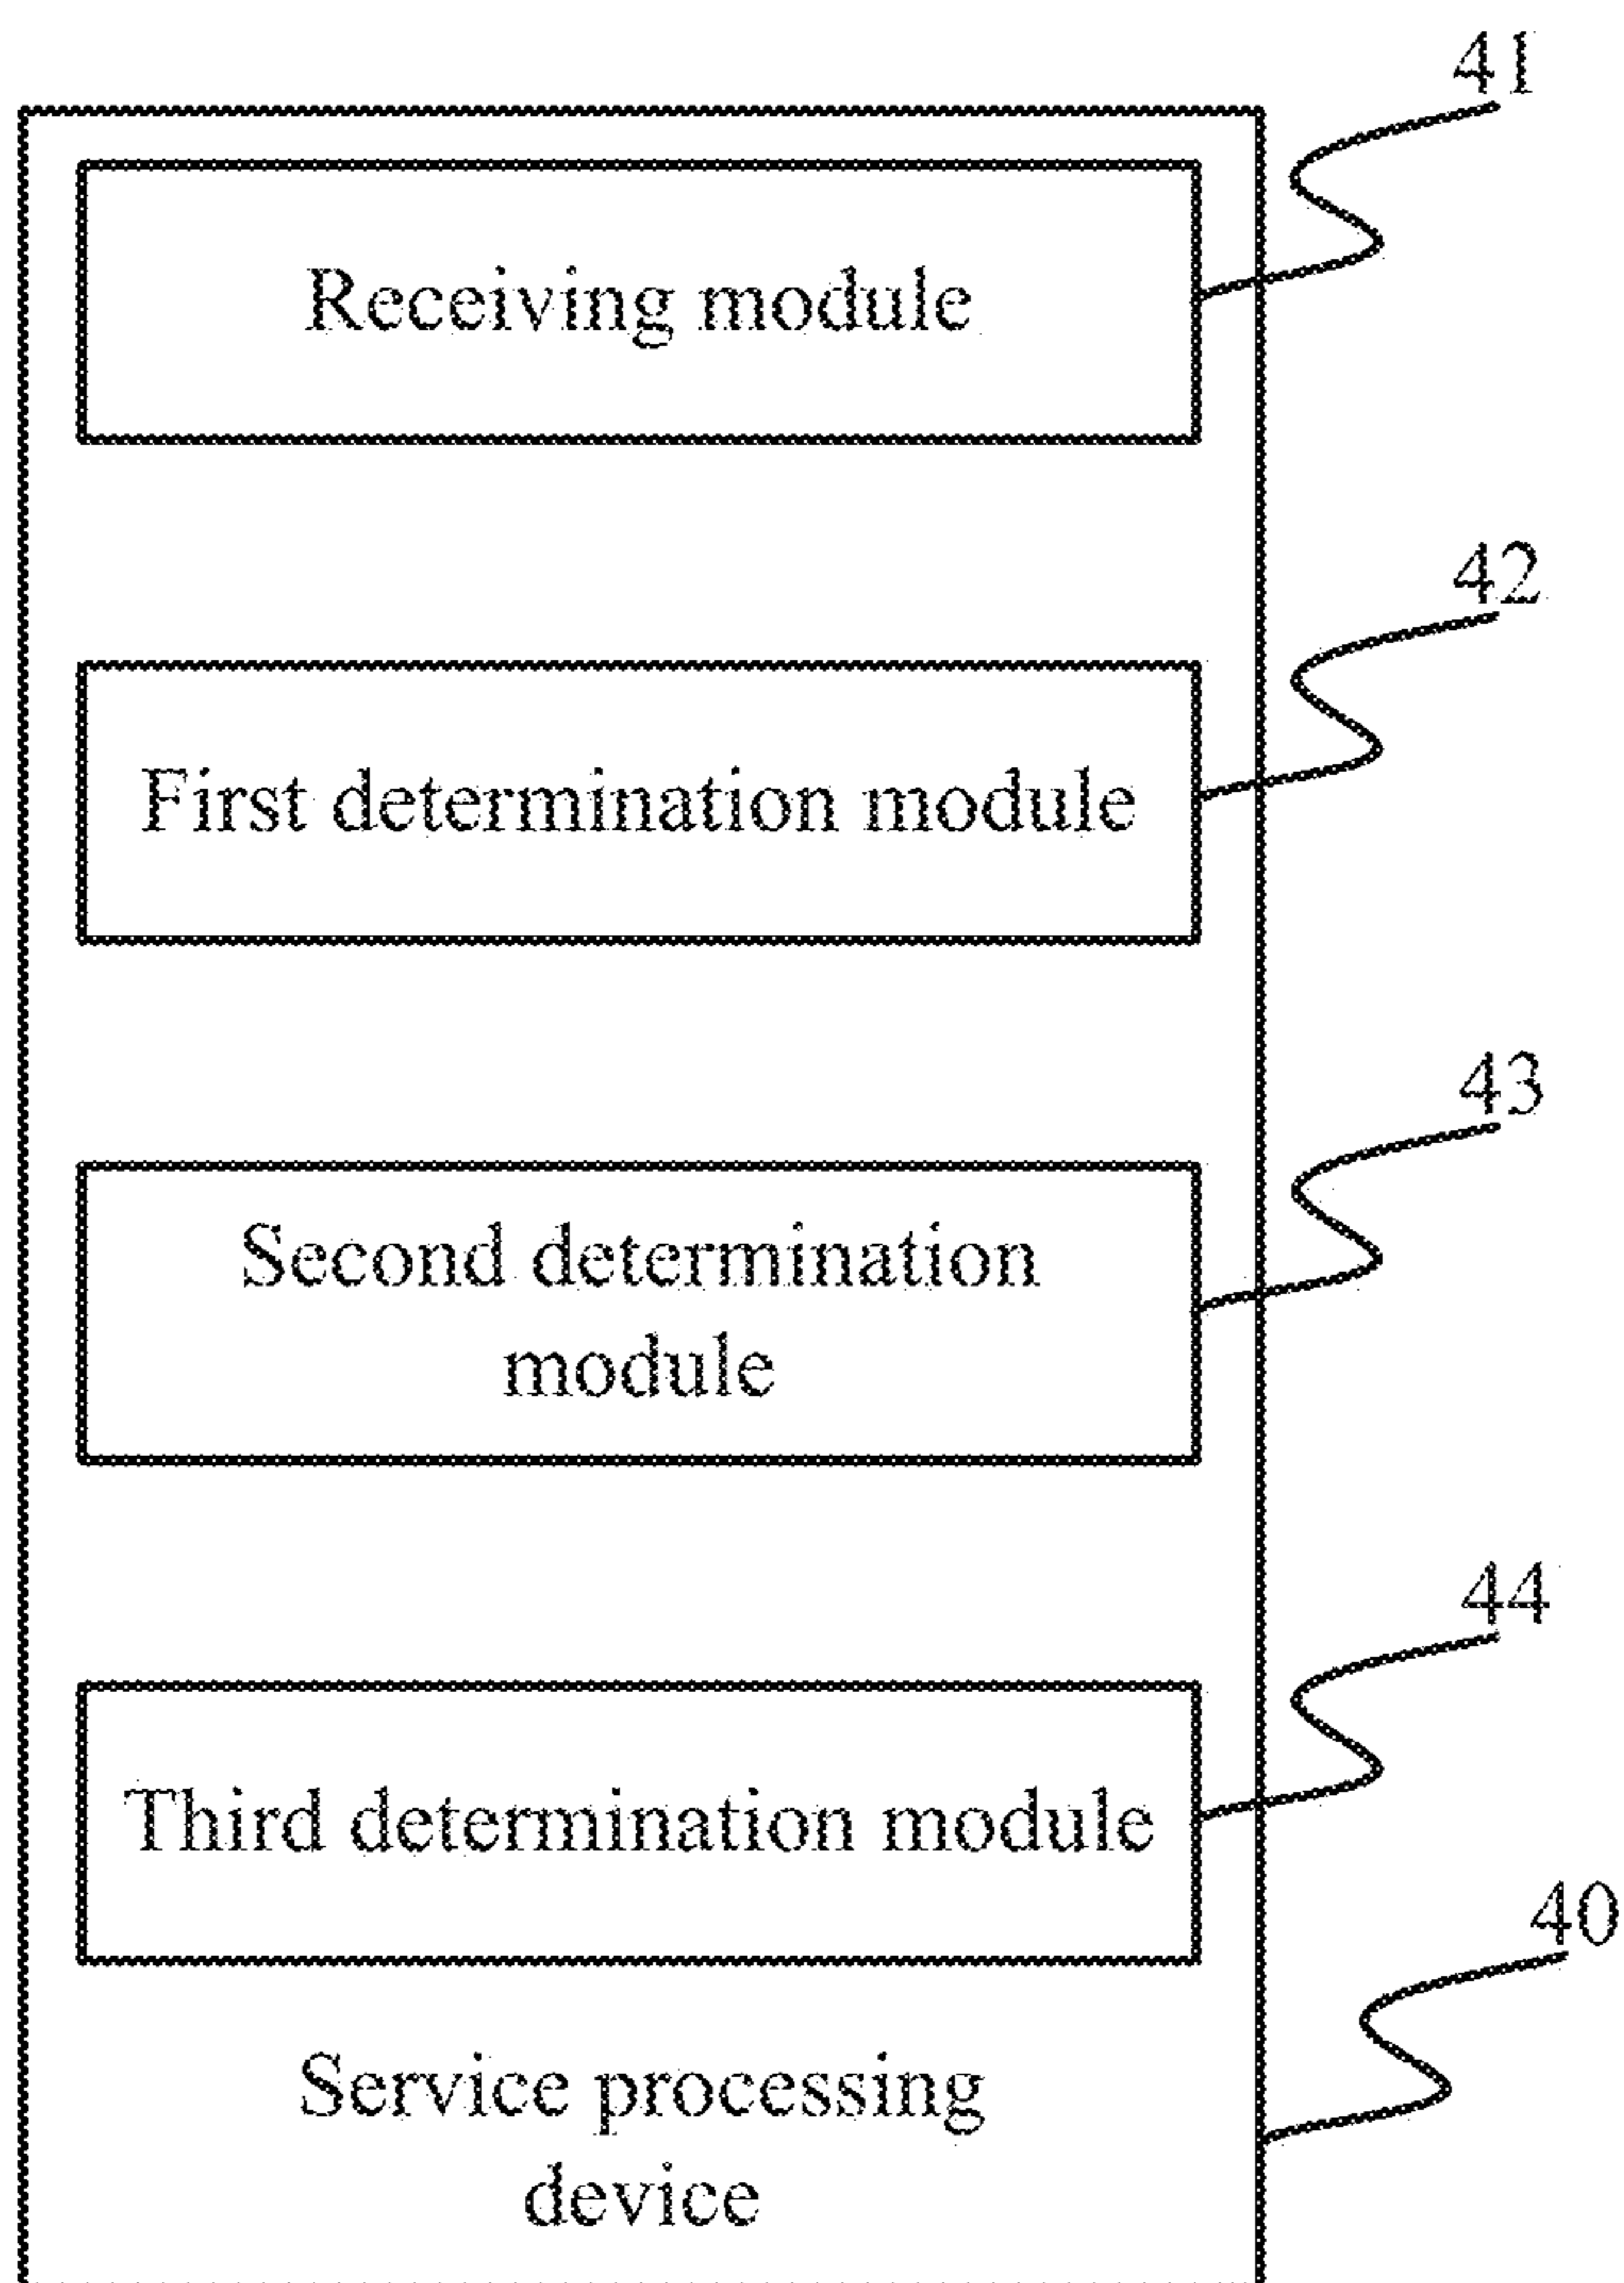 41
Receiving module
42
First determination module
43
Second determination
module
44
Third determination module
40
Service processing
device